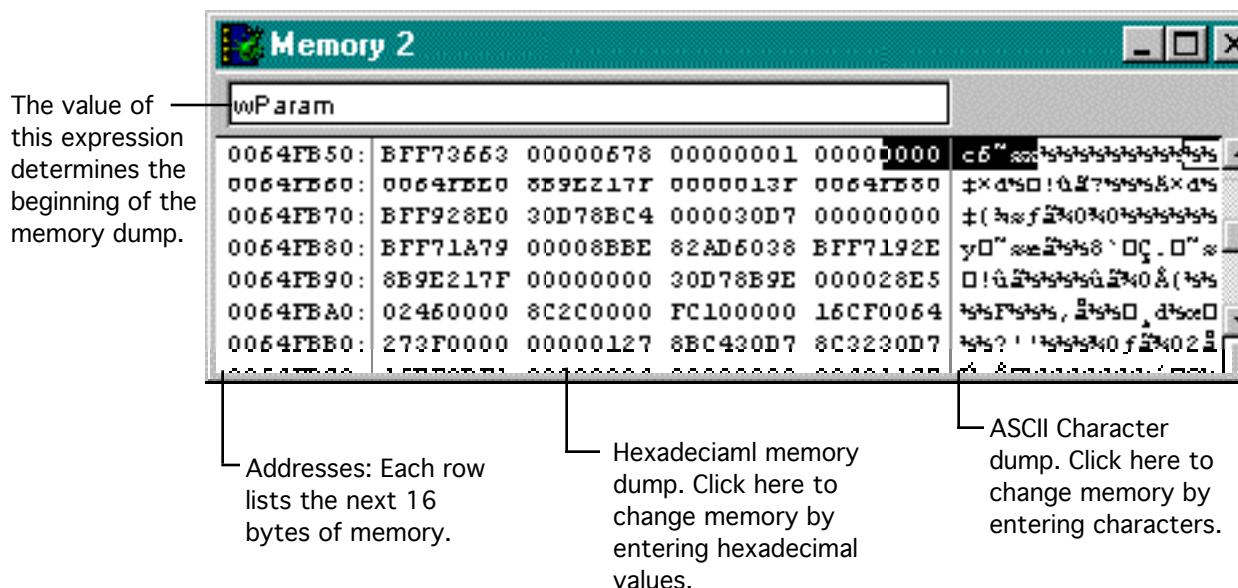 Memory 2
wParam
The value of
this expression
determines the
beginning of the
memory dump.
0064FB50: BFF73663 00000678 00000001 00000000
0064FB60: 0064FBE0 8B9E217F 0000013F 0064FB80
0064FB70: BFF928E0 30D78BC4 000030D7 00000000
0064FB80: BFF71A79 00008BBE 82AD6038 BFF7192E
0064FB90: 8B9E217F 00000000 30D78B9E 000028E5
0064FBA0: 02460000 8C2C0000 FC100000 16CF0064
0064FBB0: 273F0000 00000127 8BC430D7 8C3230D7
Addresses: Each row
lists the next 16
bytes of memory.
Hexadeciaml memory
dump. Click here to
change memory by
entering hexadecimal
values.
ASCII Character
dump. Click here to
change memory by
entering characters.